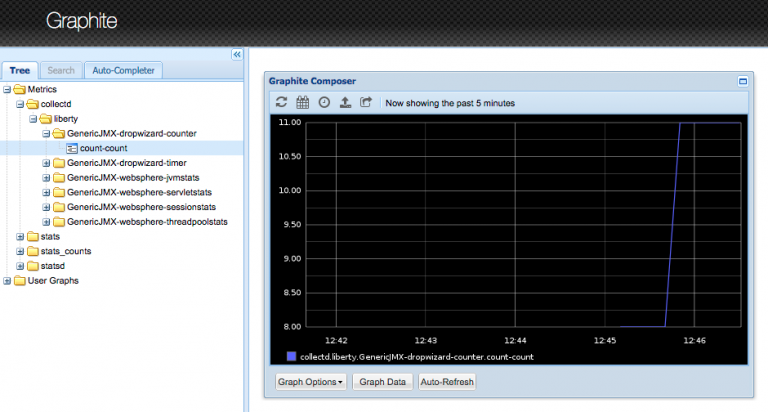 Graphite
Tree Search Auto-Completer
Metrics
collectd
liberty
GenericJMX-dropwizard-counter
count-count
GenericJMX-dropwizard-timer
GenericJMX-websphere-jvmstats
GenericJMX-websphere-servletstats
GenericJMX-websphere-sessionstats
GenericJMX-websphere-threadpoolstats
stats
stats_counts
statsd
User Graphs
Graphite Composer
Now showing the past 5 minutes
11.00
10.50
10.00
9.50
9.00
8.50
8.00
12:42 12:43 12:44 12:45 12:46
collectd.liberty.GenericJMX-dropwizard-counter.count-count
Graph Options Graph Data Auto-Refresh